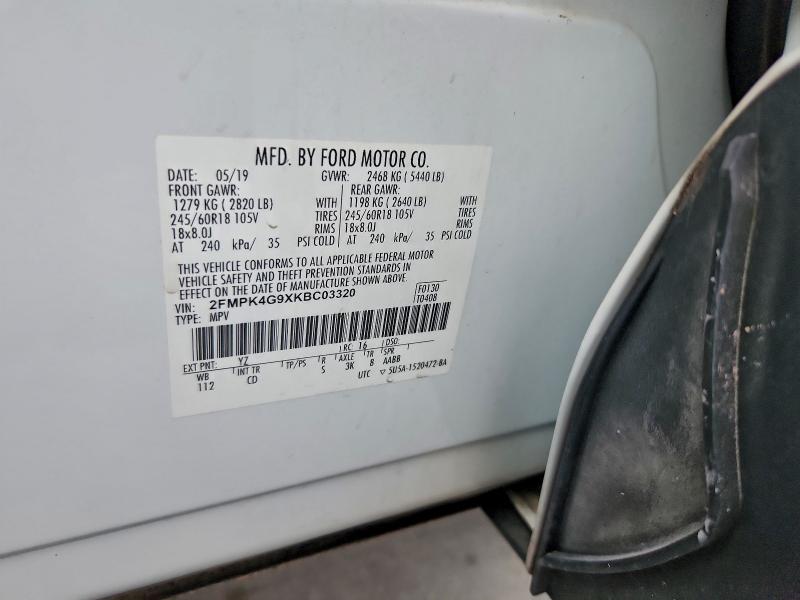 MFD. BY FORD MOTOR CO.
DATE: 05/19 GVWR: 2468 KG ( 5440 LB)
FRONT GAWR: REAR GAWR:
1279 KG ( 2820 LB) WITH 1198 KG ( 2640 LB) WITH
245/60R18 105V TIRES 245/60R18 105V TIRES
18x8.0J RIMS 18x8.0J RIMS
AT 240 kPa/ 35 PSI COLD AT 240 kPa/ 35 PSI COLD
THIS VEHICLE CONFORMS TO ALL APPLICABLE FEDERAL MOTOR
VEHICLE SAFETY AND THEFT PREVENTION STANDARDS IN
EFFECT ON THE DATE OF MANUFACTURE SHOWN ABOVE.
VIN: 2FMPK4G9XKBC03320 F0130
TYPE: MPV T0408
EXT PNT: YZ RC: 16 DSO:
WB INT TR TP/PS R AXLE TR SPR
112 CD S 3K 8 AABB
UTC ▽ 5U5A-1520472-BA